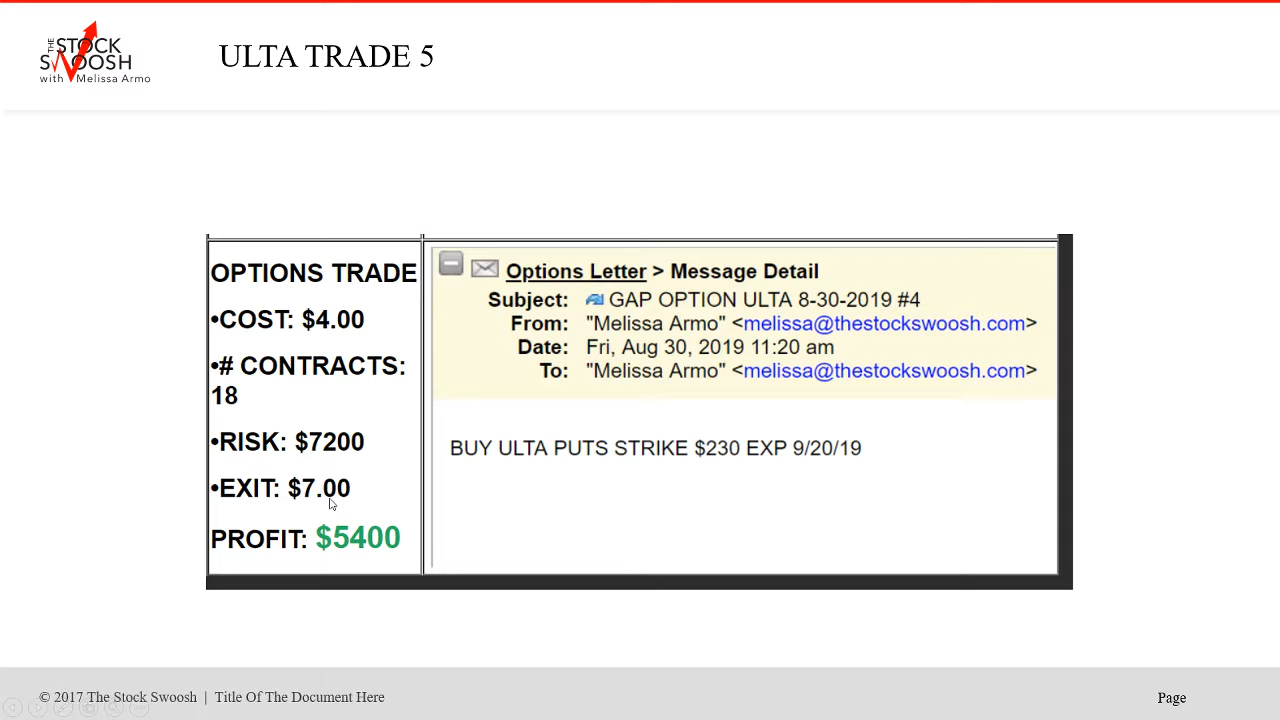 THE STOCK
SWOOSH
with Melissa Armo
ULTA TRADE 5
OPTIONS TRADE
•COST: $4.00
•# CONTRACTS:
18
•RISK: $7200
•EXIT: $7.00
PROFIT: $5400
Options Letter > Message Detail
Subject: GAP OPTION ULTA 8-30-2019 #4
From: "Melissa Armo" <melissa@thestockswoosh.com>
Date: Fri, Aug 30, 2019 11:20 am
To: "Melissa Armo" <melissa@thestockswoosh.com>
BUY ULTA PUTS STRIKE $230 EXP 9/20/19
© 2017 The Stock Swoosh | Title Of The Document Here
Page